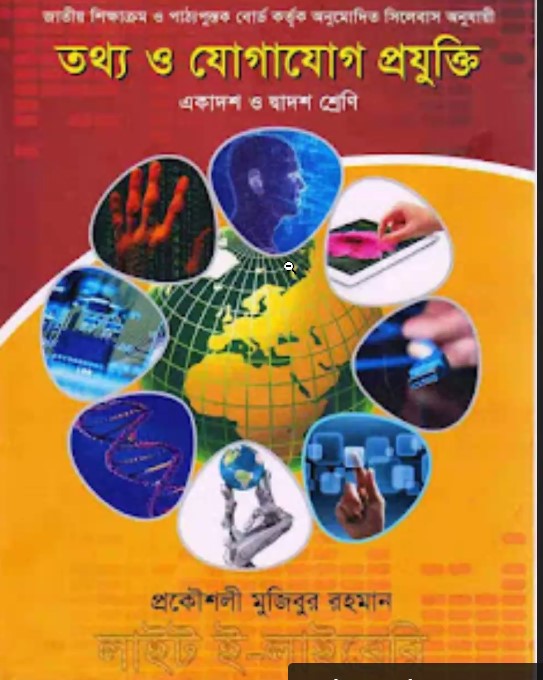 জাতীয় শিক্ষাক্রম ও পাঠ্যপুস্তক বোর্ড কর্তৃক অনুমোদিত সিলেবাস অনুযায়ী
তথ্য ও যোগাযোগ প্রযুক্তি
একাদশ ও দ্বাদশ শ্রেণি
প্রকৌশলী মুজিবুর রহমান
লাইট ই-লাইব্রেরি